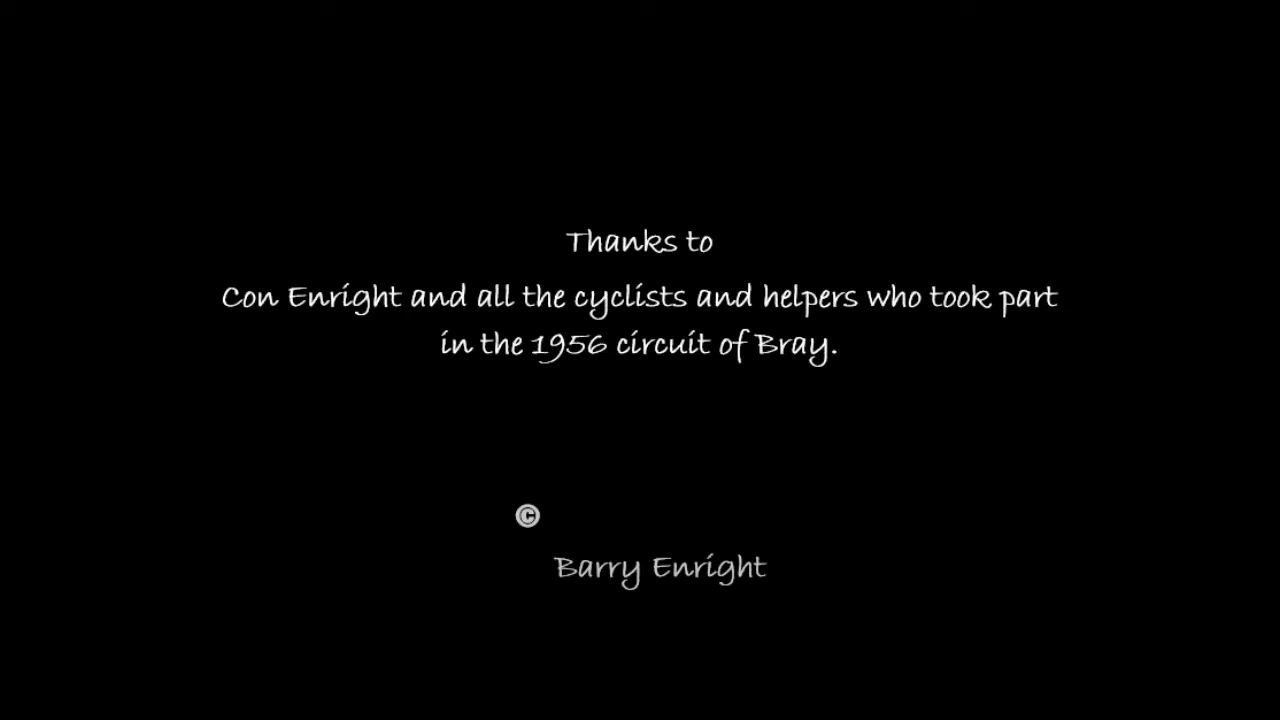 Thanks to
Con Enright and all the cyclists and helpers who took part
in the 1956 circuit of Bray.
©
Barry Enright